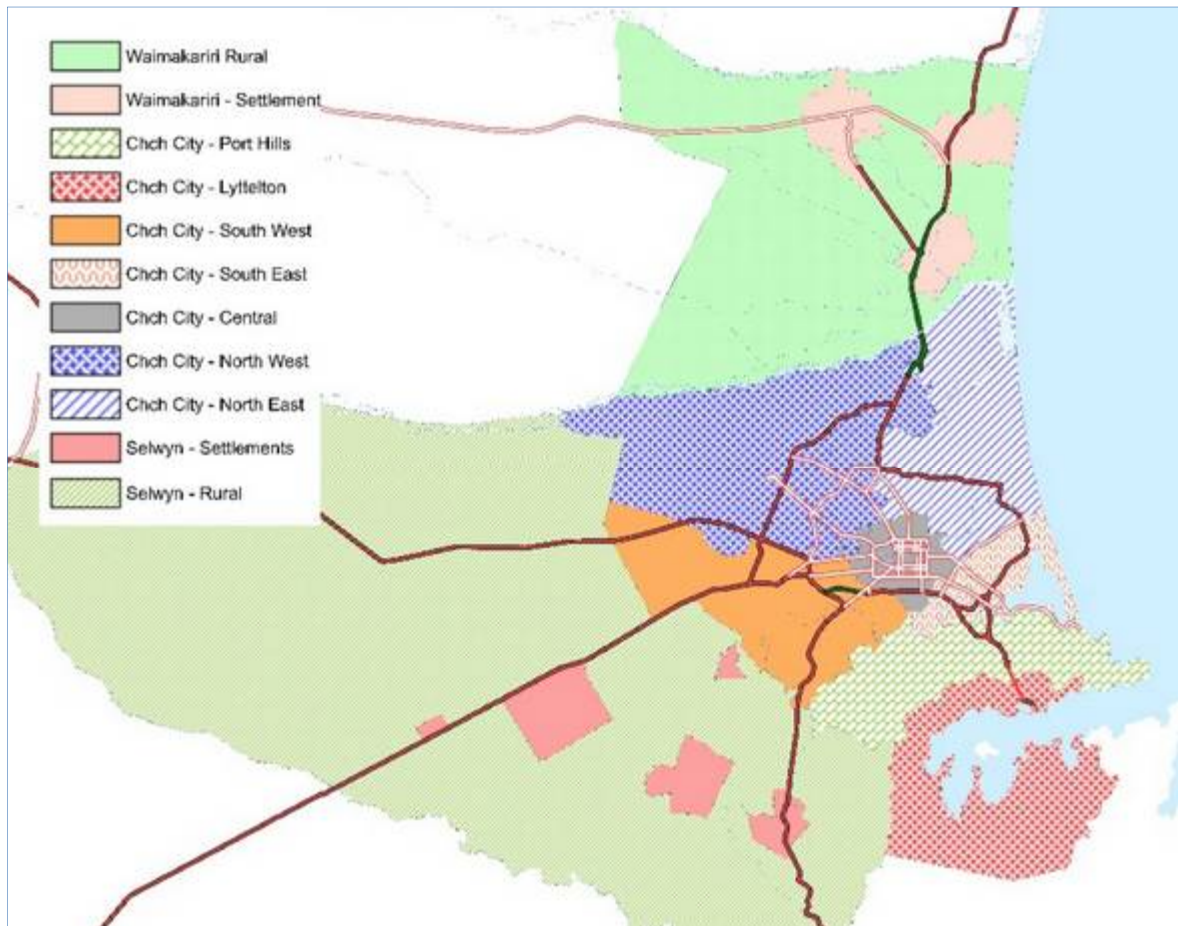 Waimakariri Rural
Waimakariri - Settlement
Chch City - Port Hills
Chch City - Lyttelton
Chch City - South West
Chch City - South East
Chch City - Central
Chch City - North West
Chch City - North East
Selwyn - Settlements
Selwyn - Rural